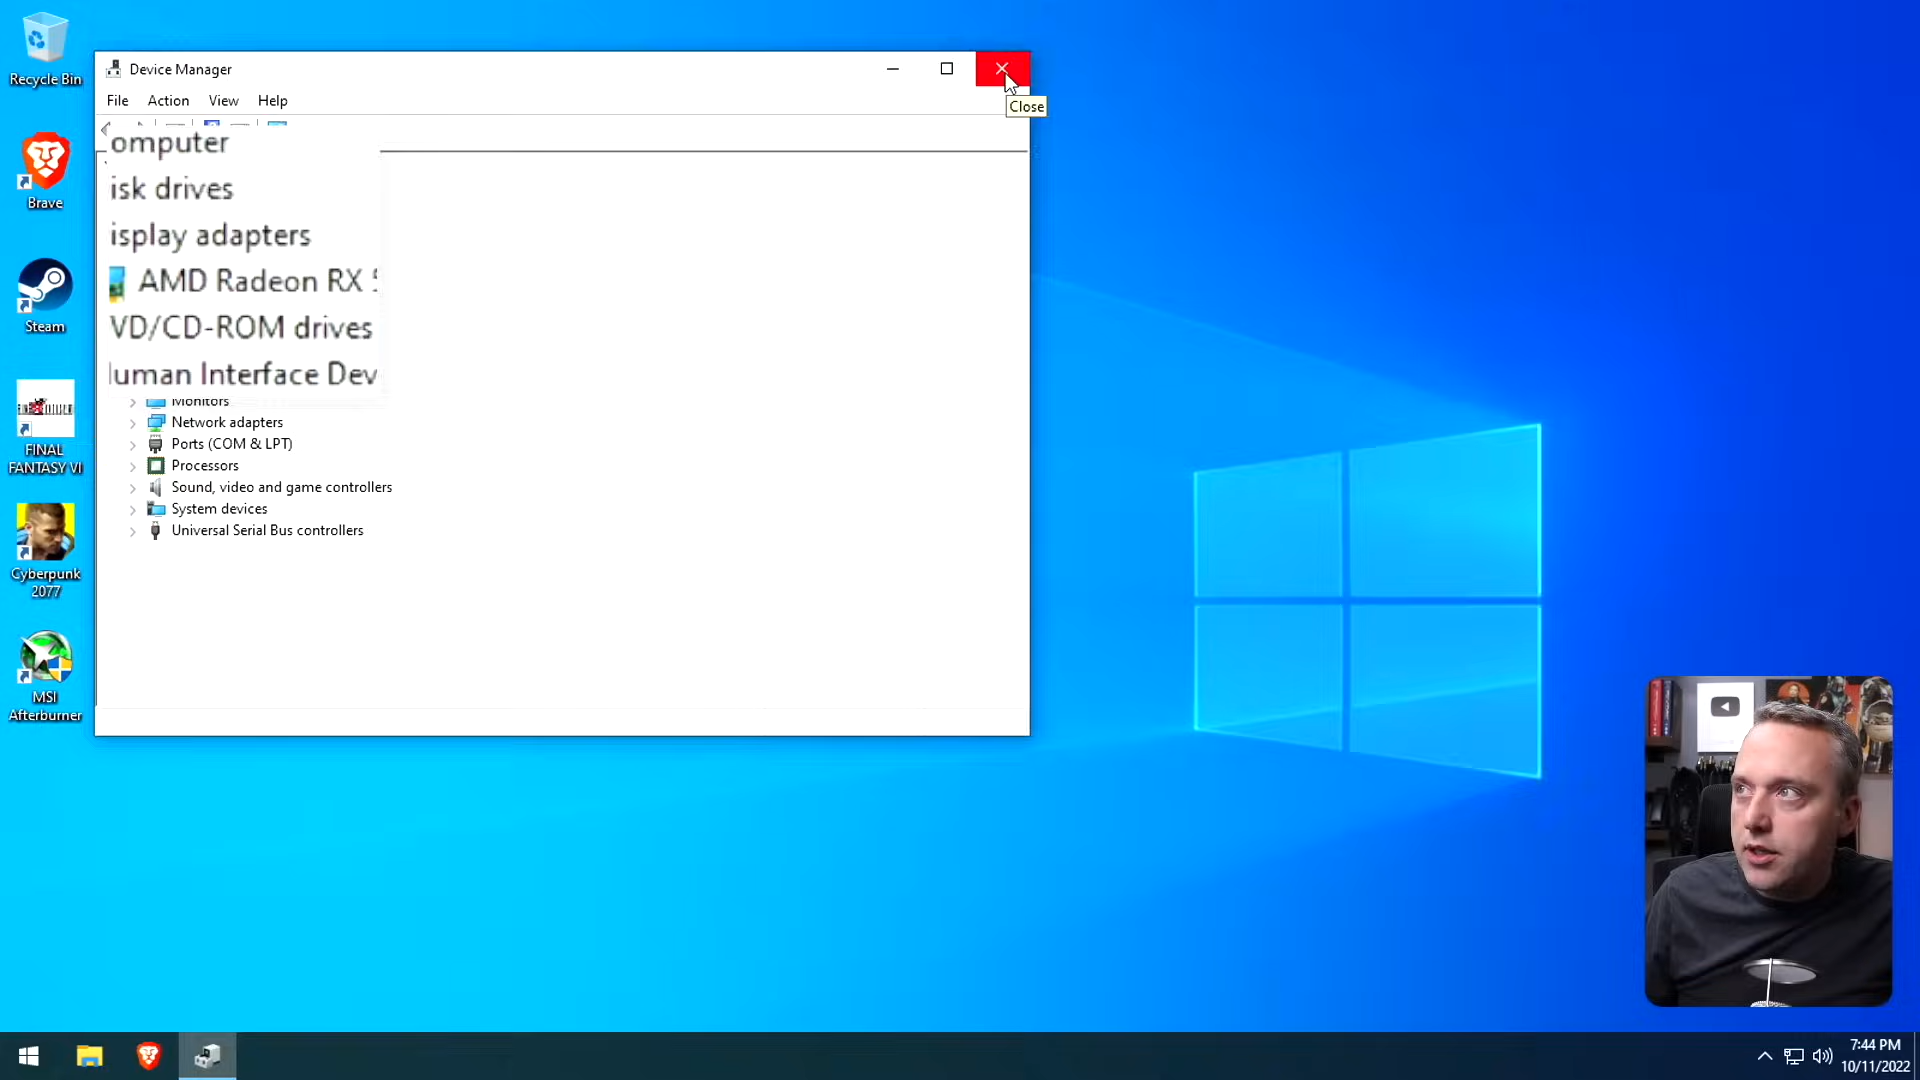 Recycle Bin
Brave
Steam
FINAL
FANTASY VI
Cyberpunk
2077
MSI
Afterburner
Device Manager
Close
File Action View Help
omputer
isk drives
isplay adapters
AMD Radeon RX
VD/CD-ROM drives
uman Interface Dev
Monitors
Network adapters
Ports (COM & LPT)
Processors
Sound, video and game controllers
System devices
Universal Serial Bus controllers
7:44 PM
10/11/2022